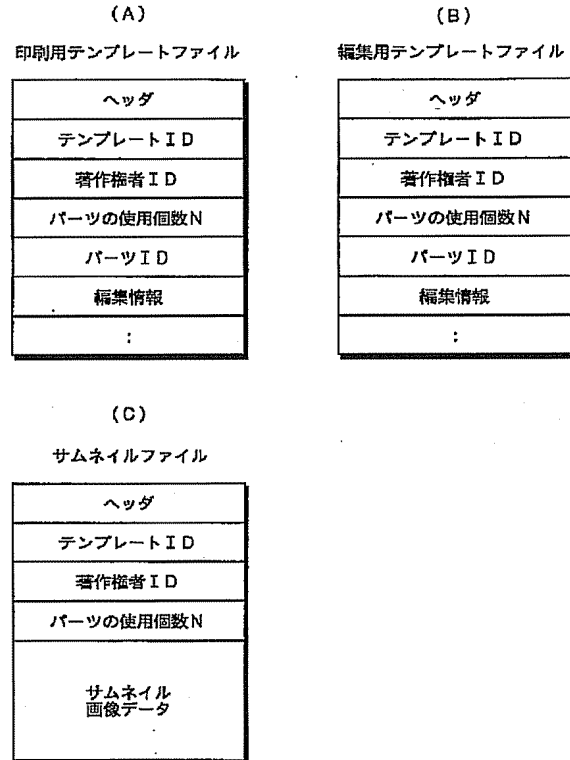 (A)
印刷用テンプレートファイル
ヘッダ
テンプレートID
著作権者ID
パーツの使用個数N
パーツID
編集情報
:
(B)
編集用テンプレートファイル
ヘッダ
テンプレートID
著作権者ID
パーツの使用個数N
パーツID
編集情報
:
(C)
サムネイルファイル
ヘッダ
テンプレートID
著作権者ID
パーツの使用個数N
サムネイル
画像データ